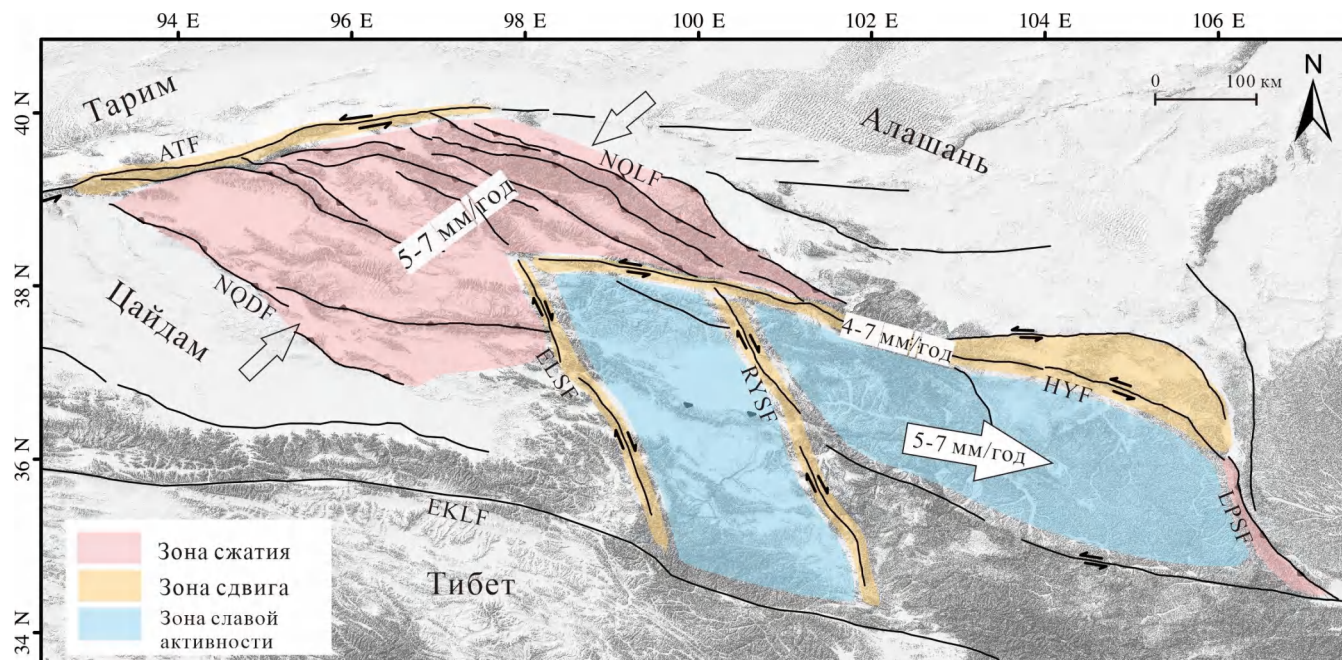 94 E 96 E 98 E 100 E 102 E 104 E 106 E
40 N
38 N
36 N
34 N
Тарим
Алашань
0 100 км
N
ATF
NQLF
5-7 мм/год
Цайдам
NQDF
ELSF
RYSF
4-7 мм/год
HYF
5-7 мм/год
LPSF
EKLF
Тибет
Зона сжатия
Зона сдвига
Зона славой
активности